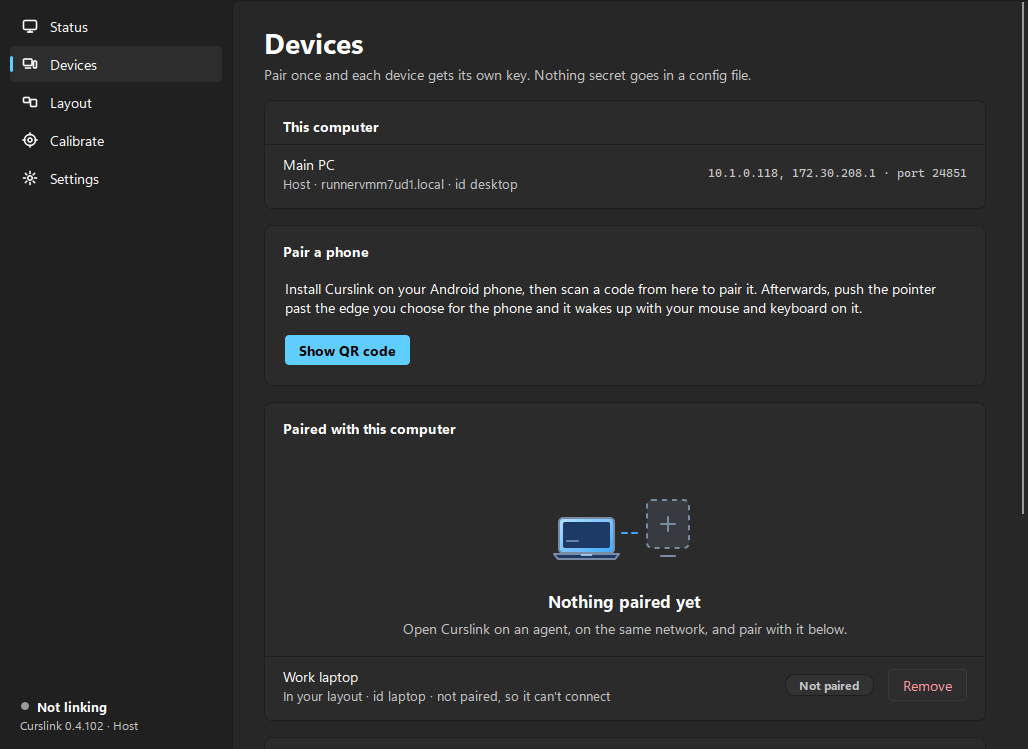 Status
Devices
Layout
Calibrate
Settings
Not linking
Curslink 0.4.102 · Host
Devices
Pair once and each device gets its own key. Nothing secret goes in a config file.
This computer
Main PC
Host · runnervmm7ud1.local · id desktop
10.1.0.118, 172.30.208.1 · port 24851
Pair a phone
Install Curslink on your Android phone, then scan a code from here to pair it. Afterwards, push the pointer
past the edge you choose for the phone and it wakes up with your mouse and keyboard on it.
Show QR code
Paired with this computer
Nothing paired yet
Open Curslink on an agent, on the same network, and pair with it below.
Work laptop
In your layout · id laptop · not paired, so it can't connect
Not paired
Remove